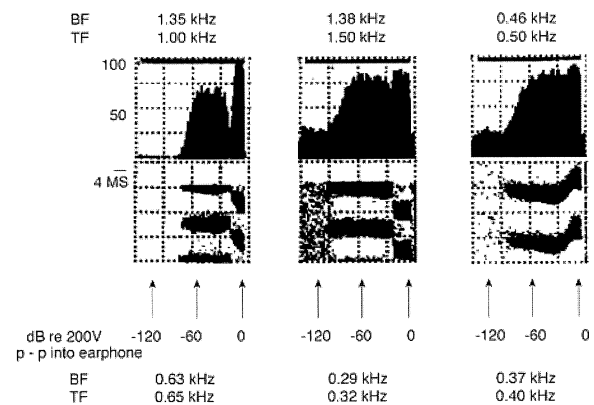 BF 1.35 kHz 1.38 kHz 0.46 kHz
TF 1.00 kHz 1.50 kHz 0.50 kHz
100
50
4 MS
dB re 200V -120 -60 0 -120 -60 0 -120 -60 0
p - p into earphone
BF 0.63 kHz 0.29 kHz 0.37 kHz
TF 0.65 kHz 0.32 kHz 0.40 kHz